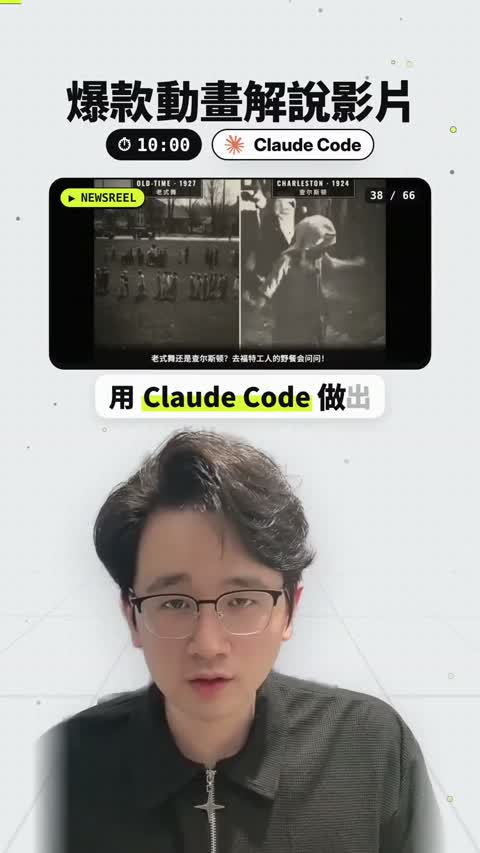 爆款動畫解說影片
10:00
Claude Code
OLD-TIME · 1927
老式舞
CHARLESTON · 1924
查尔斯顿
▶ NEWSREEL
38 / 66
老式舞还是查尔斯顿？去福特工人的野餐会问问！
用 Claude Code 做出